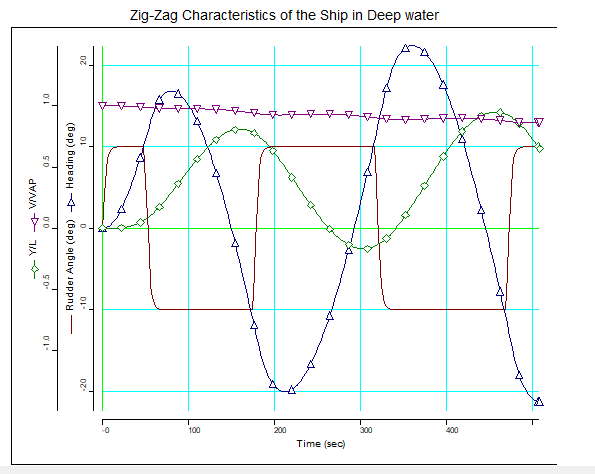 Zig-Zag Characteristics of the Ship in Deep water
Y/L V/VAP
-1.0 -0.5 0.0 0.5 1.0
Rudder Angle (deg) Heading (deg)
-20 -10 0 10 20
-0 100 200 300 400
Time (sec)